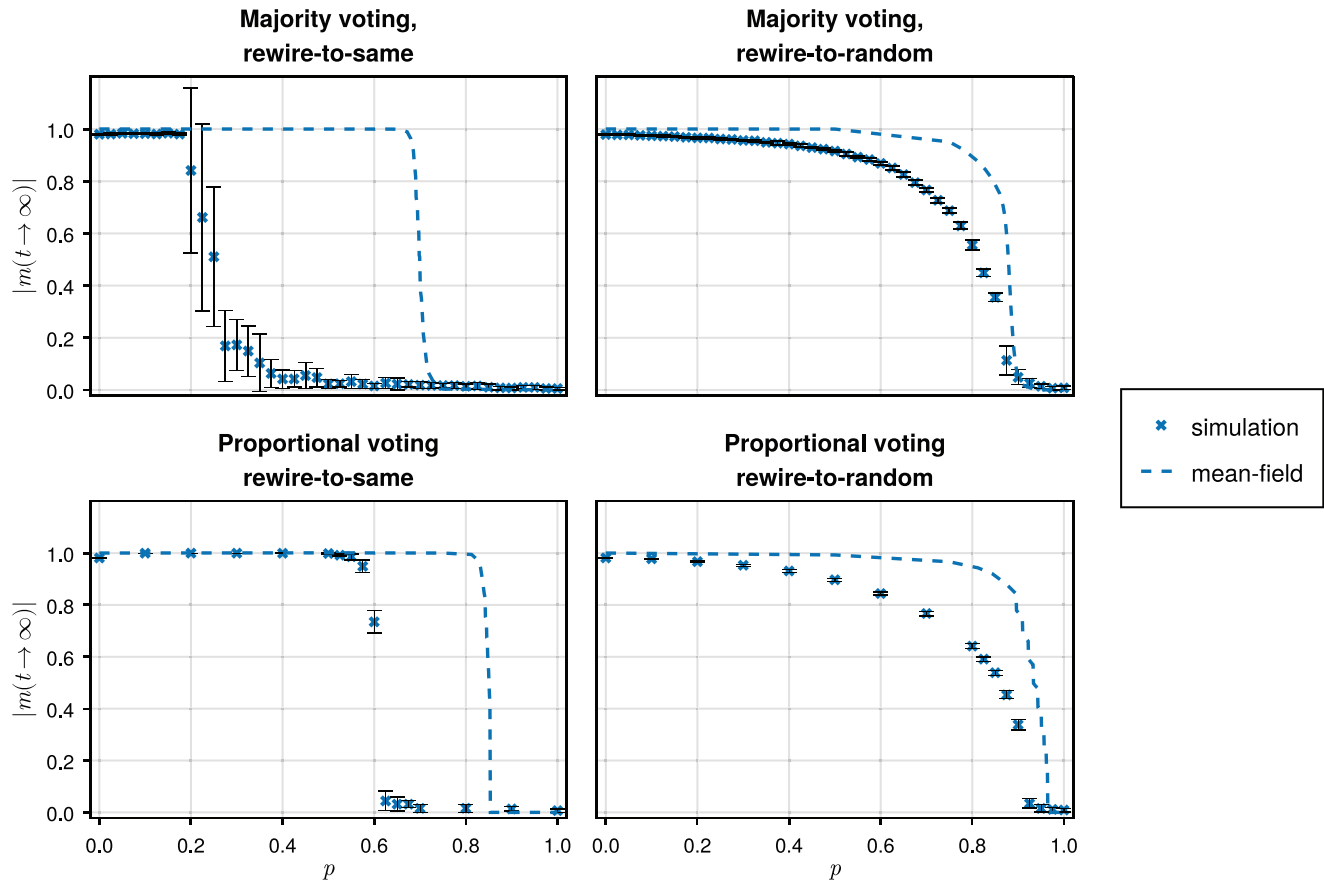 Majority voting,
rewire-to-same
Majority voting,
rewire-to-random
|m(t → ∞)|
1.0
0.8
0.6
0.4
0.2
0.0
simulation
mean-field
Proportional voting
rewire-to-same
Proportional voting
rewire-to-random
|m(t → ∞)|
1.0
0.8
0.6
0.4
0.2
0.0
0.0 0.2 0.4 0.6 0.8 1.0
0.0 0.2 0.4 0.6 0.8 1.0
p
p